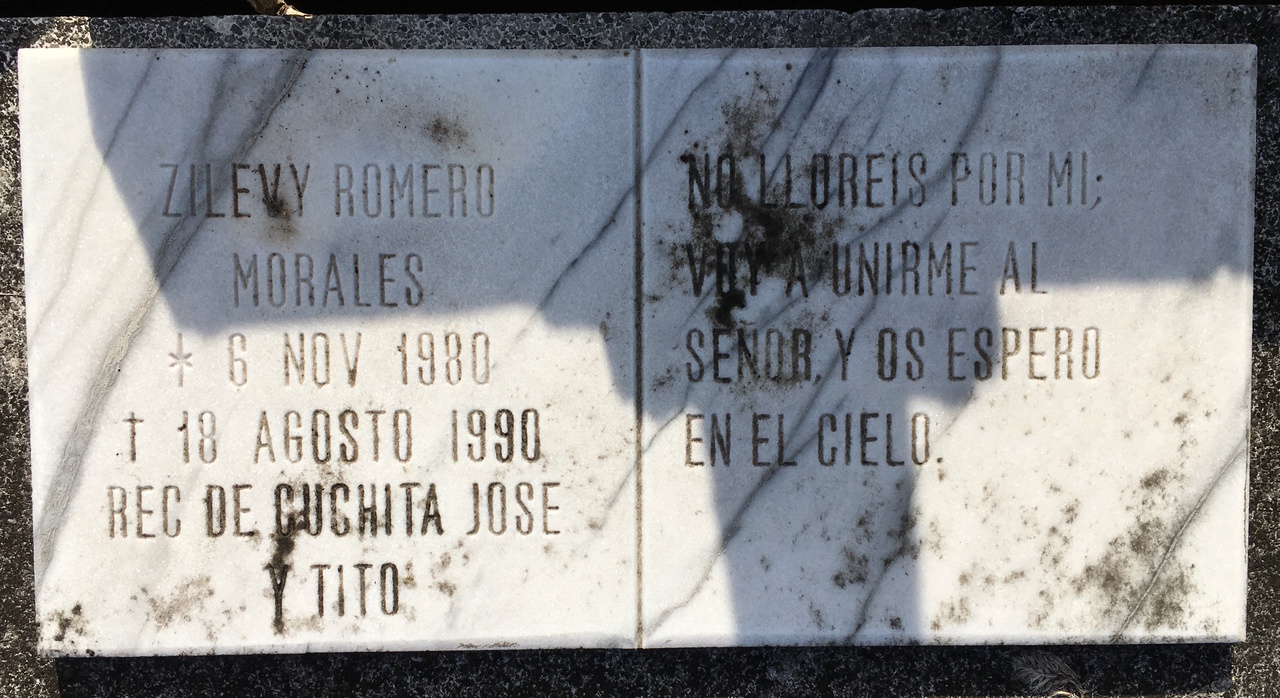 ZILEVY ROMERO
MORALES
* 6 NOV 1980
† 18 AGOSTO 1990
REC DE CUCHITA JOSE
Y TITO
NO LLOREIS POR MI;
VOY A UNIRME AL
SEÑOR, Y OS ESPERO
EN EL CIELO.